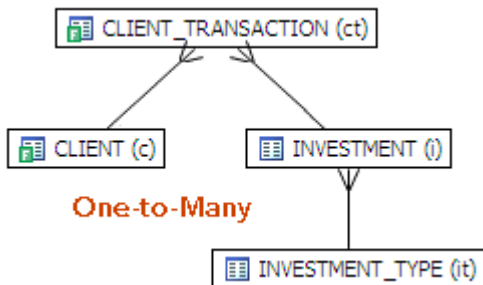 CLIENT_TRANSACTION (ct)
CLIENT (c)
INVESTMENT (i)
One-to-Many
INVESTMENT_TYPE (it)